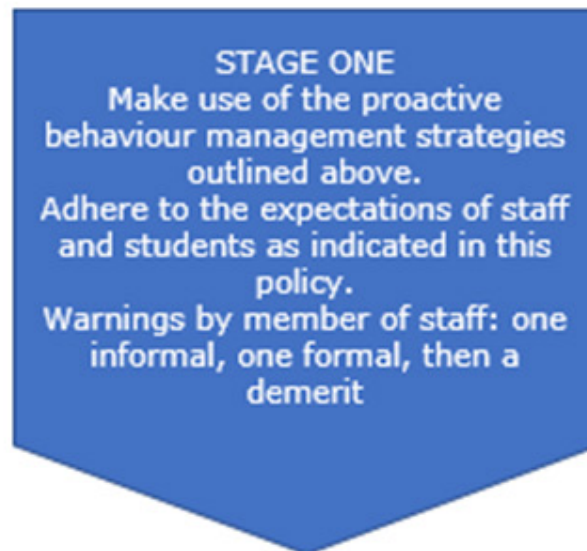 STAGE ONE
Make use of the proactive
behaviour management strategies
outlined above.
Adhere to the expectations of staff
and students as indicated in this
policy.
Warnings by member of staff: one
informal, one formal, then a
demerit